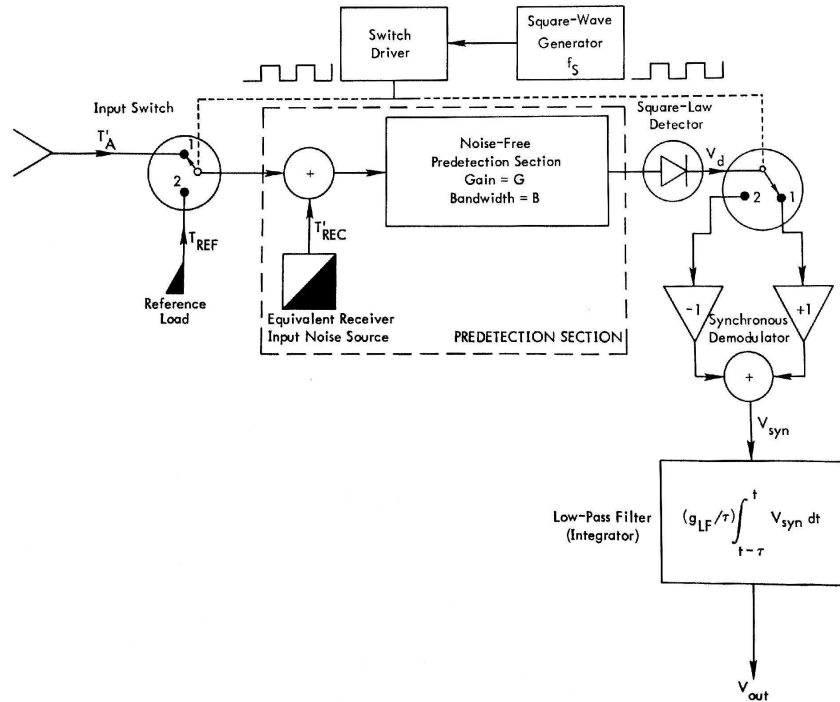 Switch
Driver
Square-Wave
Generator
f_S
Input Switch
T'_A
1
2
T_REF
Reference
Load
+
T'_REC
Equivalent Receiver
Input Noise Source
PREDETECTION SECTION
Noise-Free
Predetection Section
Gain = G
Bandwidth = B
Square-Law
Detector
V_d
2
1
-1
+1
Synchronous
Demodulator
+
V_syn
Low-Pass Filter
(Integrator)
(g_LF/τ) ∫_{t-τ}^{t} V_syn dt
V_out